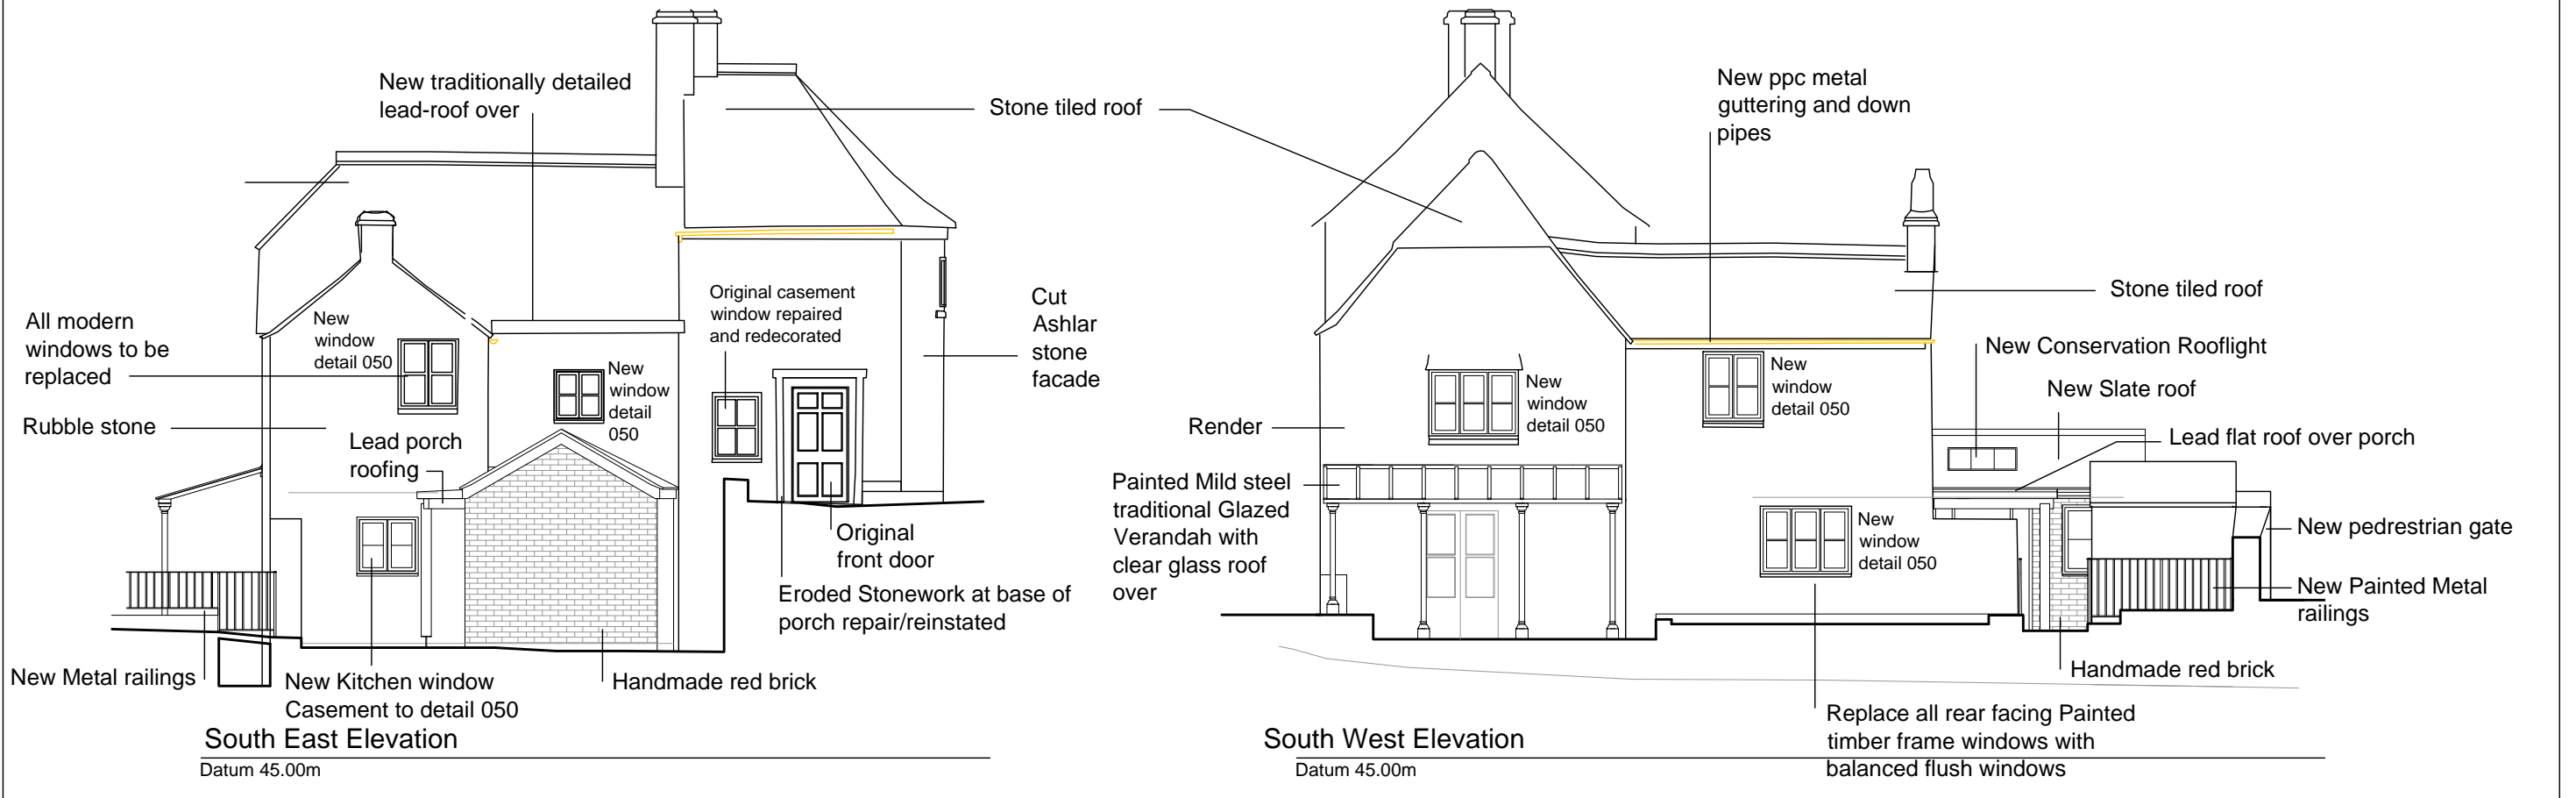 New traditionally detailed
lead-roof over
Stone tiled roof
New ppc metal
guttering and down
pipes
All modern
windows to be
replaced
New
window
detail 050
Original casement
window repaired
and redecorated
Cut
Ashlar
stone
facade
New
window
detail
050
Rubble stone
Lead porch
roofing
Original
front door
Eroded Stonework at base of
porch repair/reinstated
New Metal railings
New Kitchen window
Casement to detail 050
Handmade red brick
South East Elevation
Datum 45.00m
Stone tiled roof
New Conservation Rooflight
New Slate roof
Lead flat roof over porch
New
window
detail 050
New
window
detail 050
Render
Painted Mild steel
traditional Glazed
Verandah with
clear glass roof
over
New
window
detail 050
New pedrestrian gate
New Painted Metal
railings
Handmade red brick
Replace all rear facing Painted
timber frame windows with
balanced flush windows
South West Elevation
Datum 45.00m